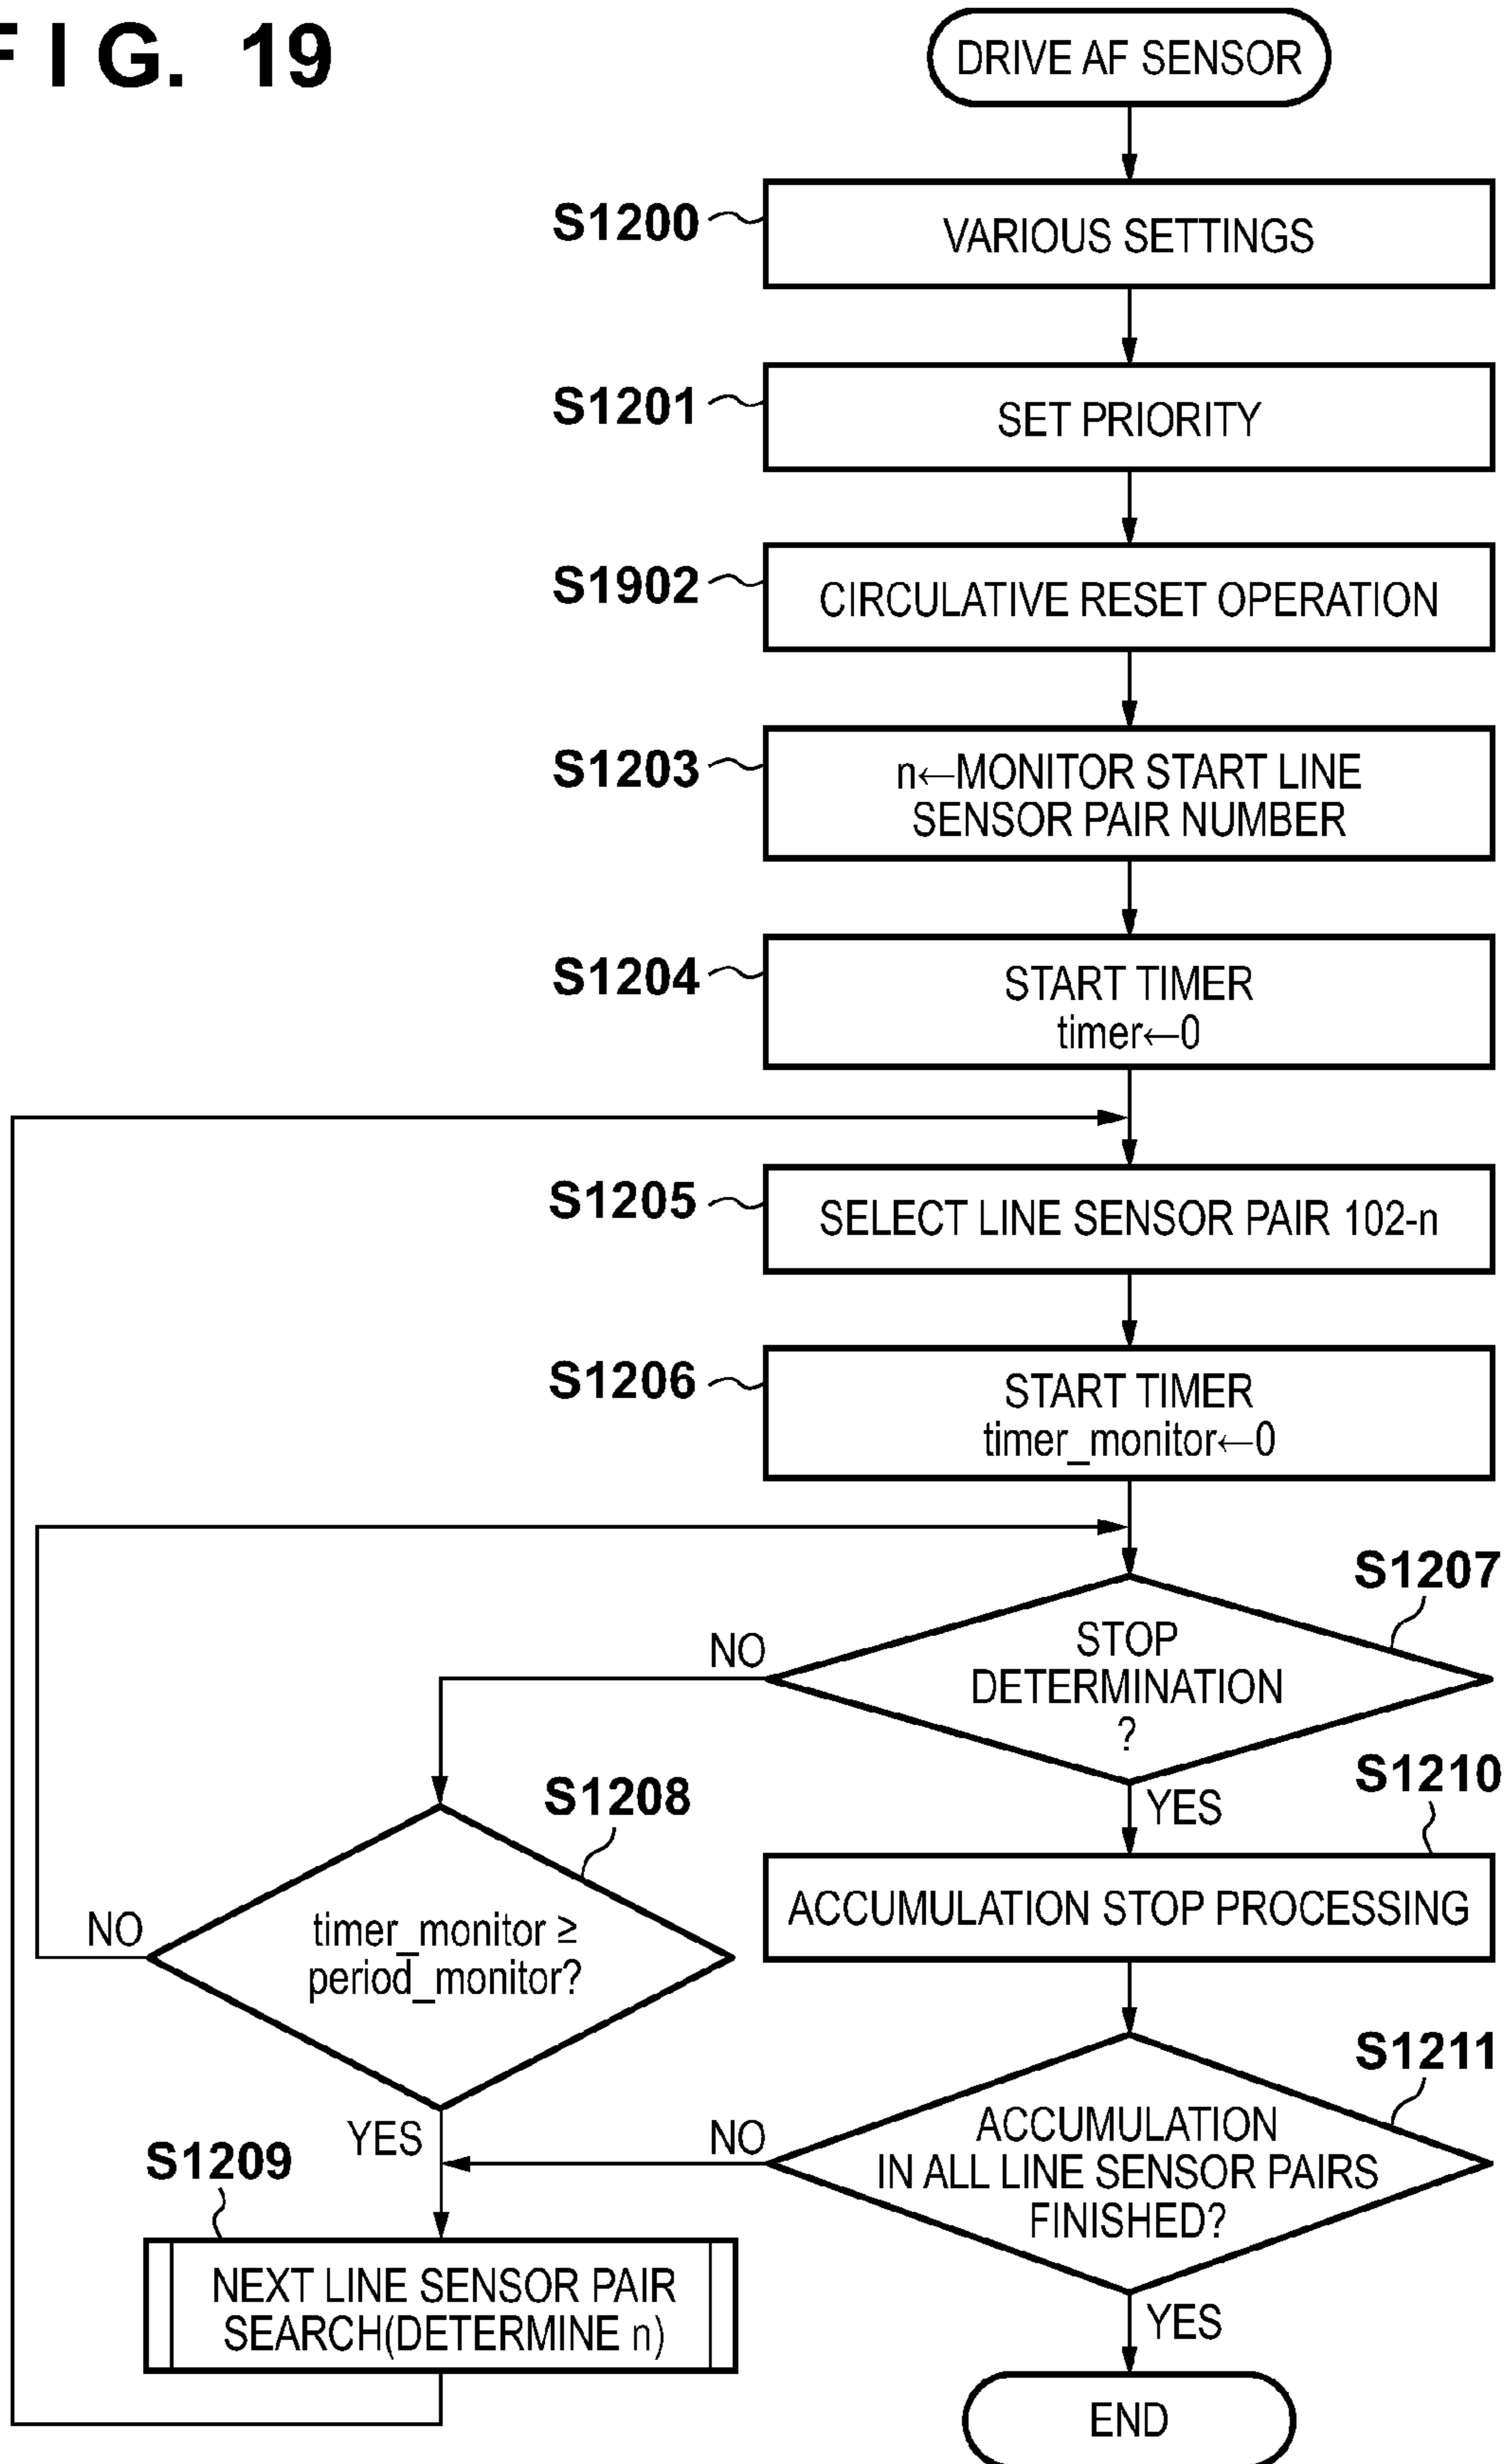 FIG. 19
DRIVE AF SENSOR
S1200
VARIOUS SETTINGS
S1201
SET PRIORITY
S1902
CIRCULATIVE RESET OPERATION
S1203
n←MONITOR START LINE
SENSOR PAIR NUMBER
S1204
START TIMER
timer←0
S1205
SELECT LINE SENSOR PAIR 102-n
S1206
START TIMER
timer_monitor←0
S1207
STOP
DETERMINATION
?
NO
YES
S1208
timer_monitor ≥
period_monitor?
NO
YES
S1210
ACCUMULATION STOP PROCESSING
S1211
ACCUMULATION
IN ALL LINE SENSOR PAIRS
FINISHED?
NO
YES
S1209
NEXT LINE SENSOR PAIR
SEARCH(DETERMINE n)
END